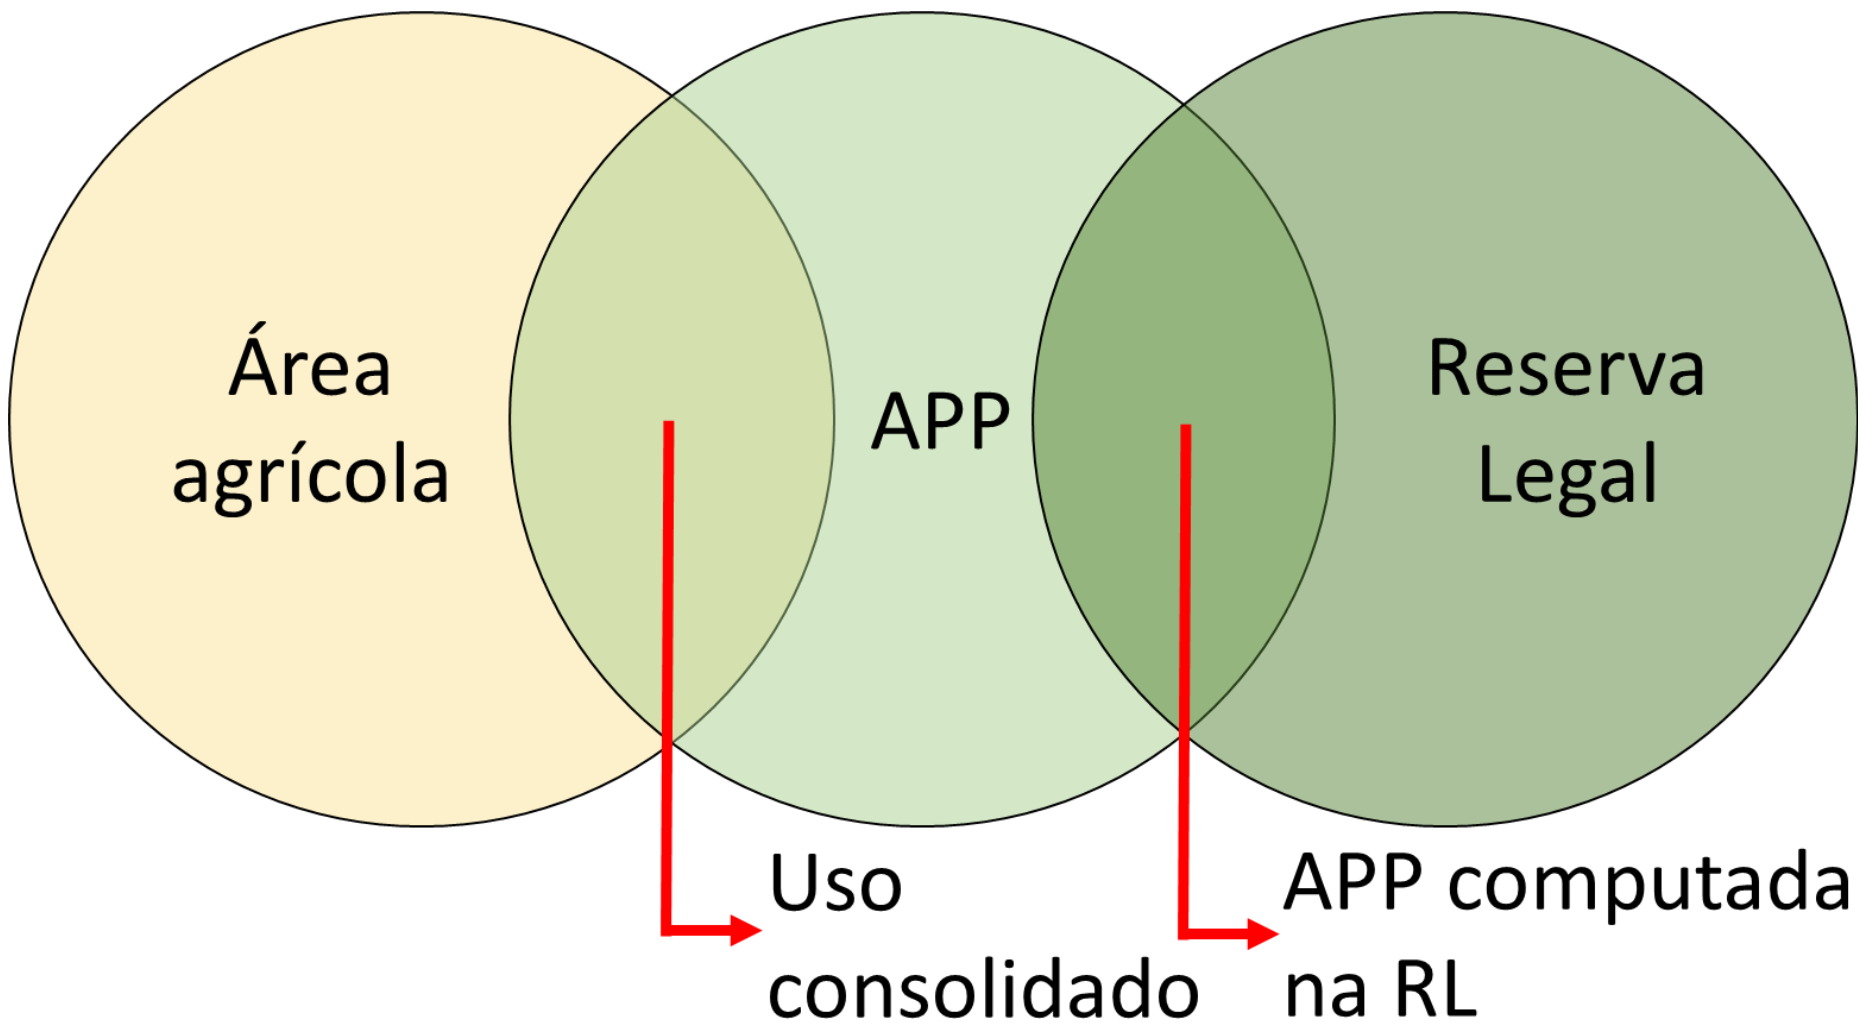 Área
agrícola
APP
Reserva
Legal
Uso
consolidado
APP computada
na RL